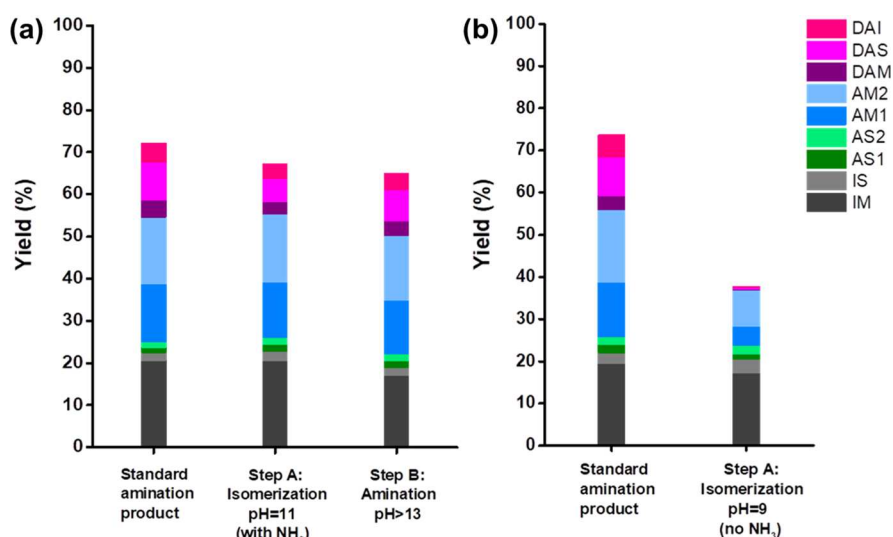 (a)
100
90
80
70
60
50
40
30
20
10
0
Yield (%)
Standard
amination
product
Step A:
Isomerization
pH=11
(with NH
Step B:
Amination
pH>13
(b)
100
90
80
70
60
50
40
30
20
10
0
Yield (%)
Standard
amination
product
Step A:
Isomerization
pH=9
(no NH3)
DAI
DAS
DAM
AM2
AM1
AS2
AS1
IS
IM